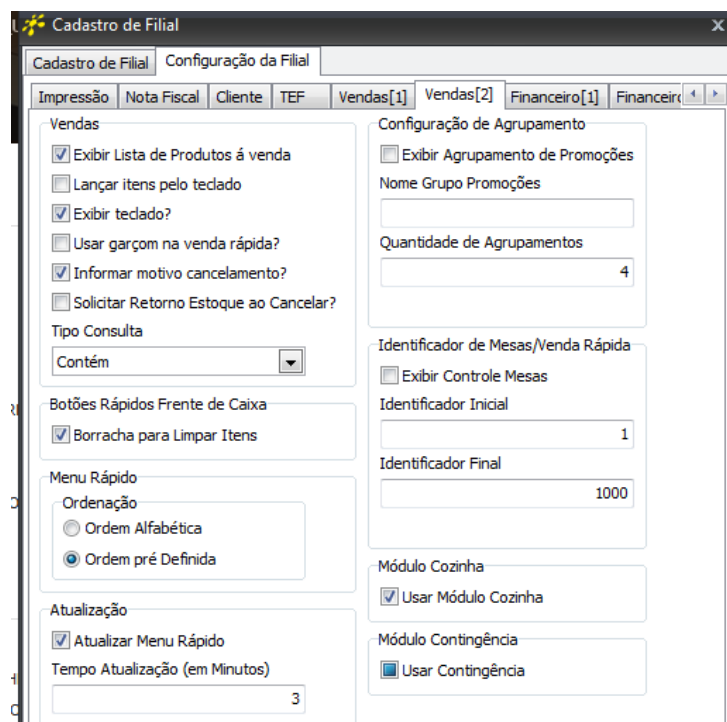 Cadastro de Filial
Cadastro de Filial Configuração da Filial
Impressão Nota Fiscal Cliente TEF Vendas[1] Vendas[2] Financeiro[1] Financeiro
Vendas
Exibir Lista de Produtos á venda
Lançar itens pelo teclado
Exibir teclado?
Usar garçom na venda rápida?
Informar motivo cancelamento?
Solicitar Retorno Estoque ao Cancelar?
Tipo Consulta
Contém
Botões Rápidos Frente de Caixa
Borracha para Limpar Itens
Menu Rápido
Ordenação
Ordem Alfabética
Ordem pré Definida
Atualização
Atualizar Menu Rápido
Tempo Atualização (em Minutos)
3
Configuração de Agrupamento
Exibir Agrupamento de Promoções
Nome Grupo Promoções
Quantidade de Agrupamentos
4
Identificador de Mesas/Venda Rápida
Exibir Controle Mesas
Identificador Inicial
1
Identificador Final
1000
Módulo Cozinha
Usar Módulo Cozinha
Módulo Contingência
Usar Contingência